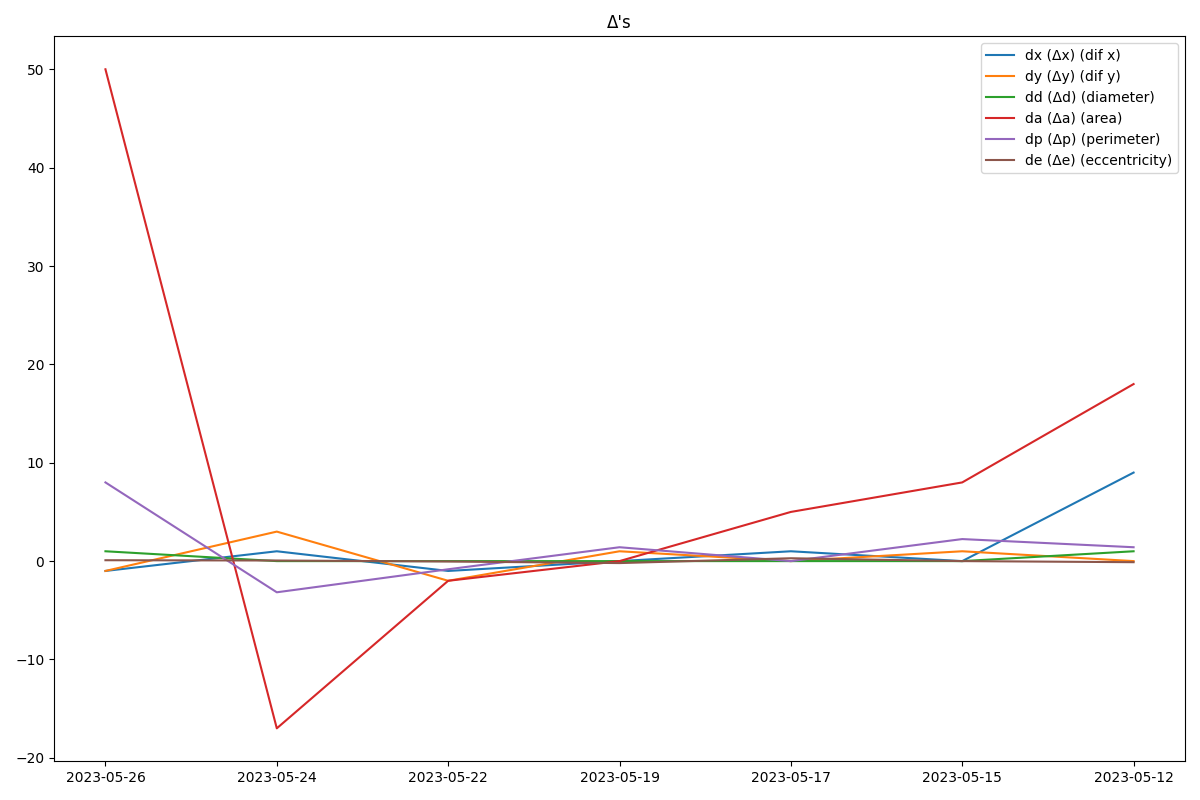 Δ's
dx (Δx) (dif x)
dy (Δy) (dif y)
dd (Δd) (diameter)
da (Δa) (area)
dp (Δp) (perimeter)
de (Δe) (eccentricity)
50
40
30
20
10
0
−10
−20
2023-05-26 2023-05-24 2023-05-22 2023-05-19 2023-05-17 2023-05-15 2023-05-12